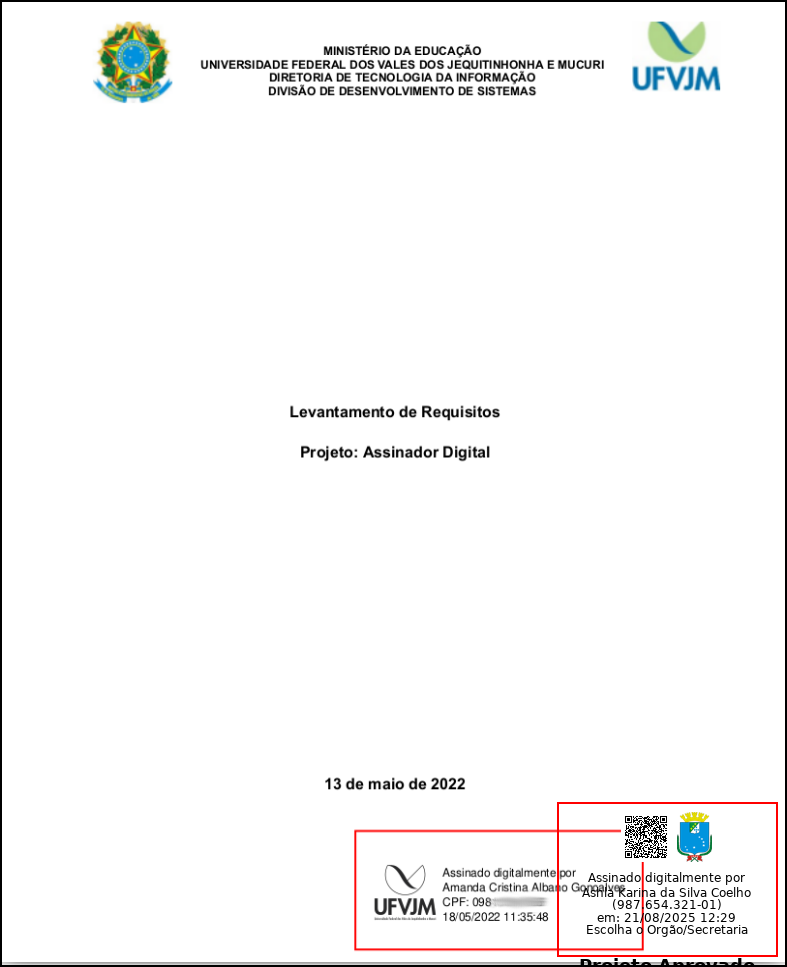 MINISTÉRIO DA EDUCAÇÃO
UNIVERSIDADE FEDERAL DOS VALES DOS JEQUITINHONHA E MUCURI
DIRETORIA DE TECNOLOGIA DA INFORMAÇÃO
DIVISÃO DE DESENVOLVIMENTO DE SISTEMAS
UFVJM
Levantamento de Requisitos
Projeto: Assinador Digital
13 de maio de 2022
UFVJM
Assinado digitalmente por
Amanda Cristina Albano Gonçalves
CPF: 098
18/05/2022 11:35:48
Assinado digitalmente por
Ashla Karina da Silva Coelho
(987.654.321-01)
em: 21/08/2025 12:29
Escolha o Orgão/Secretaria
Projeto Aprovado